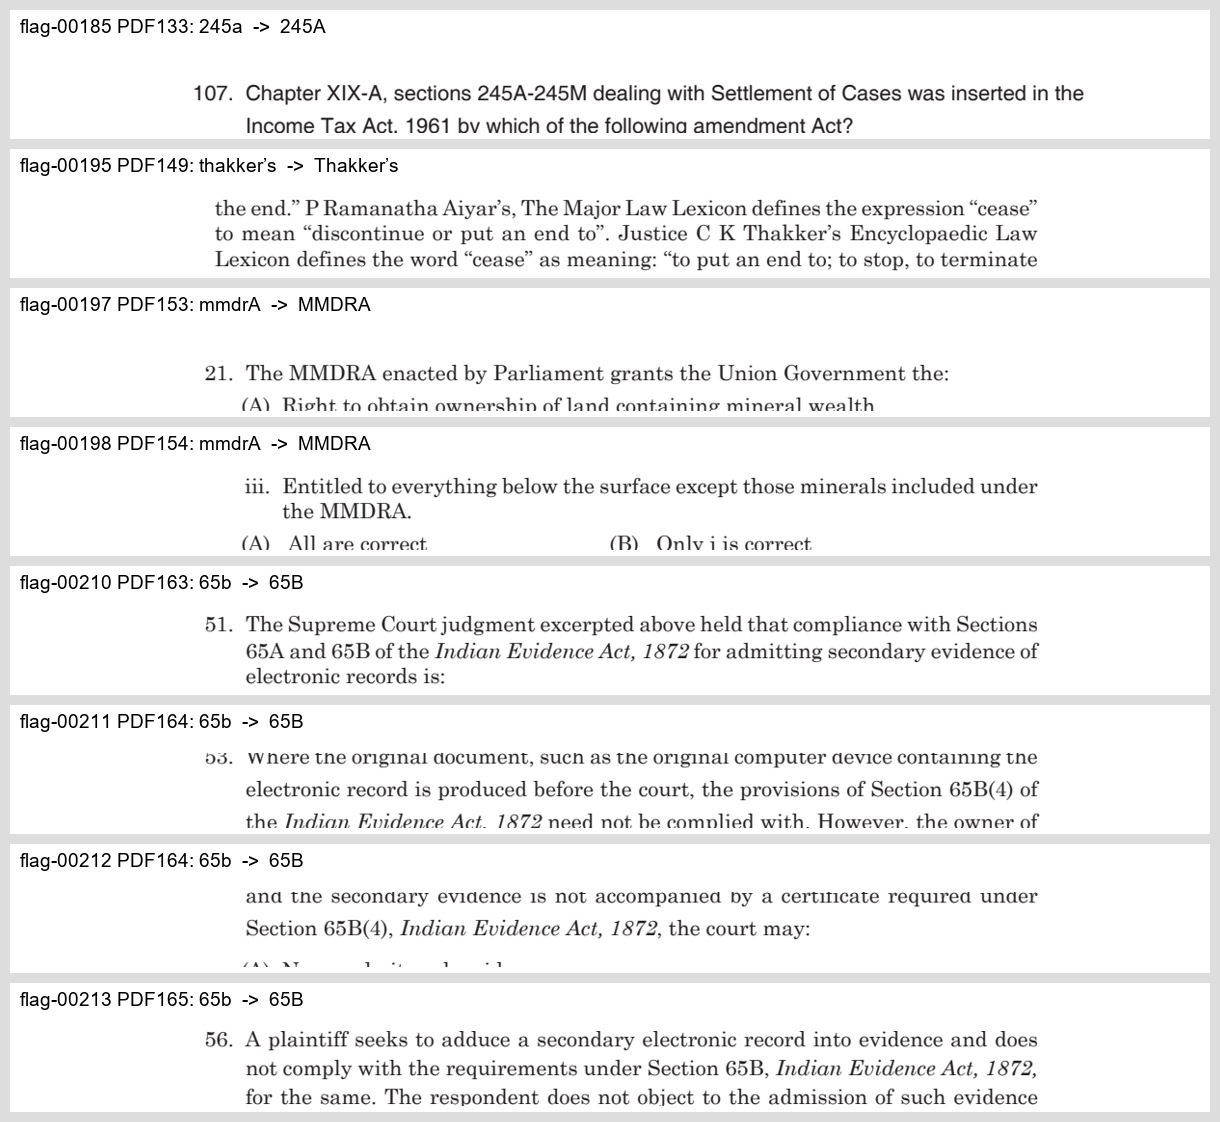 flag-00185 PDF133: 245a -> 245A
107. Chapter XIX-A, sections 245A-245M dealing with Settlement of Cases was inserted in the
Income Tax Act, 1961 by which of the following amendment Act?
flag-00195 PDF149: thakker’s -> Thakker’s
the end.” P Ramanatha Aiyar’s, The Major Law Lexicon defines the expression “cease”
to mean “discontinue or put an end to”. Justice C K Thakker’s Encyclopaedic Law
Lexicon defines the word “cease” as meaning: “to put an end to; to stop, to terminate
flag-00197 PDF153: mmdrA -> MMDRA
21. The MMDRA enacted by Parliament grants the Union Government the:
(A) Right to obtain ownership of land containing mineral wealth
flag-00198 PDF154: mmdrA -> MMDRA
iii. Entitled to everything below the surface except those minerals included under
the MMDRA.
(A) All are correct (B) Only i is correct
flag-00210 PDF163: 65b -> 65B
51. The Supreme Court judgment excerpted above held that compliance with Sections
65A and 65B of the Indian Evidence Act, 1872 for admitting secondary evidence of
electronic records is:
flag-00211 PDF164: 65b -> 65B
53. Where the original document, such as the original computer device containing the
electronic record is produced before the court, the provisions of Section 65B(4) of
the Indian Evidence Act, 1872 need not be complied with. However, the owner of
flag-00212 PDF164: 65b -> 65B
and the secondary evidence is not accompanied by a certificate required under
Section 65B(4), Indian Evidence Act, 1872, the court may:
flag-00213 PDF165: 65b -> 65B
56. A plaintiff seeks to adduce a secondary electronic record into evidence and does
not comply with the requirements under Section 65B, Indian Evidence Act, 1872,
for the same. The respondent does not object to the admission of such evidence